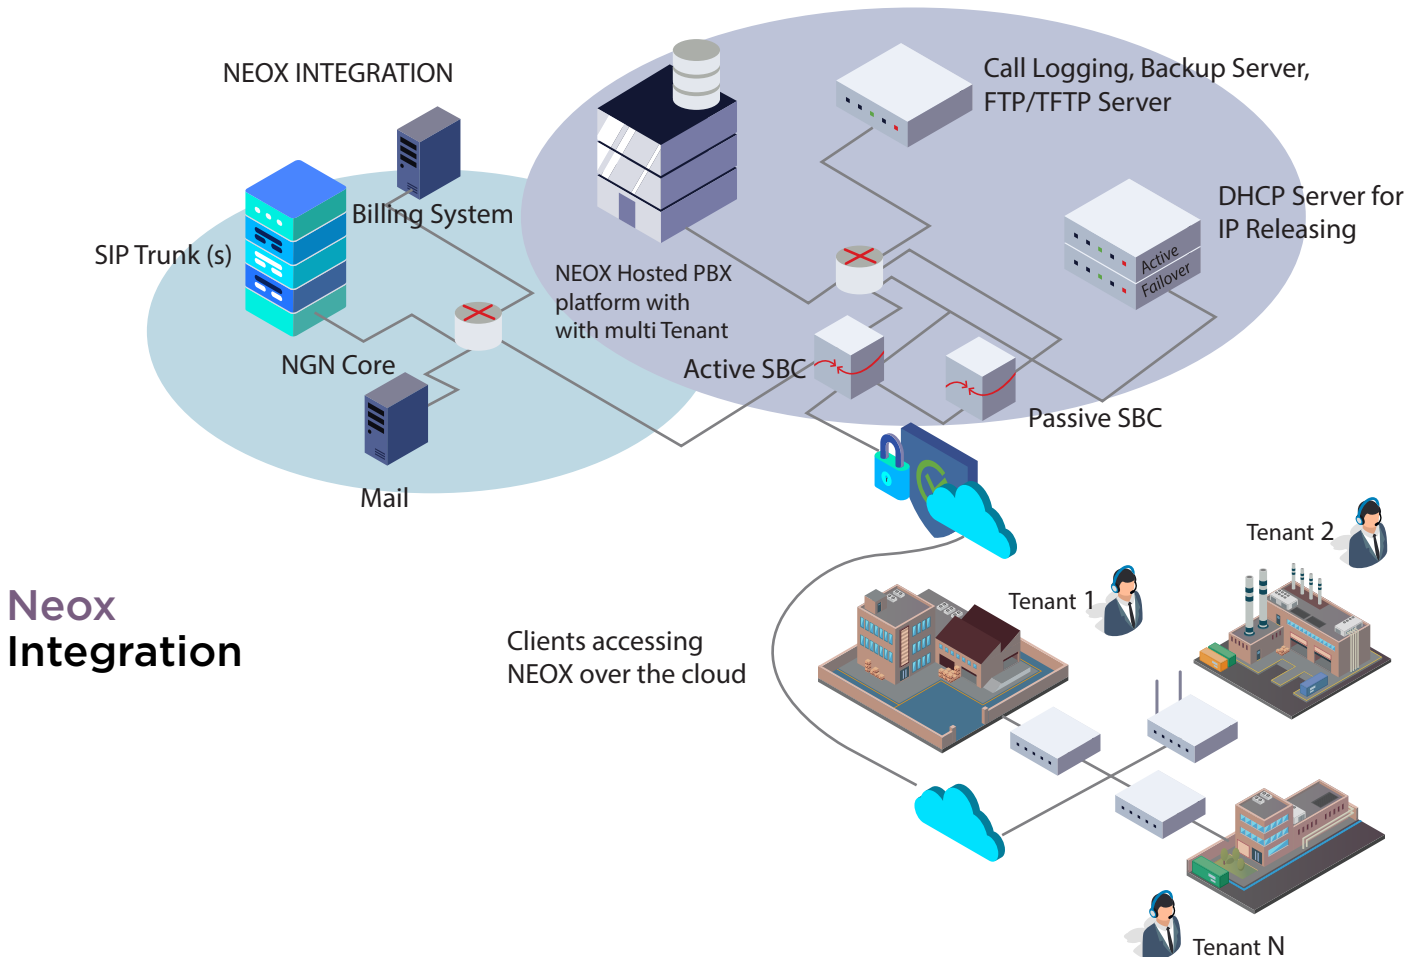 NEOX INTEGRATION
Call Logging, Backup Server,
FTP/TFTP Server
Billing System
SIP Trunk (s)
DHCP Server for
IP Releasing
Active
Failover
NEOX Hosted PBX
platform with
with multi Tenant
NGN Core
Active SBC
Passive SBC
Mail
Tenant 2
Tenant 1
Neox
Integration
Clients accessing
NEOX over the cloud
Tenant N